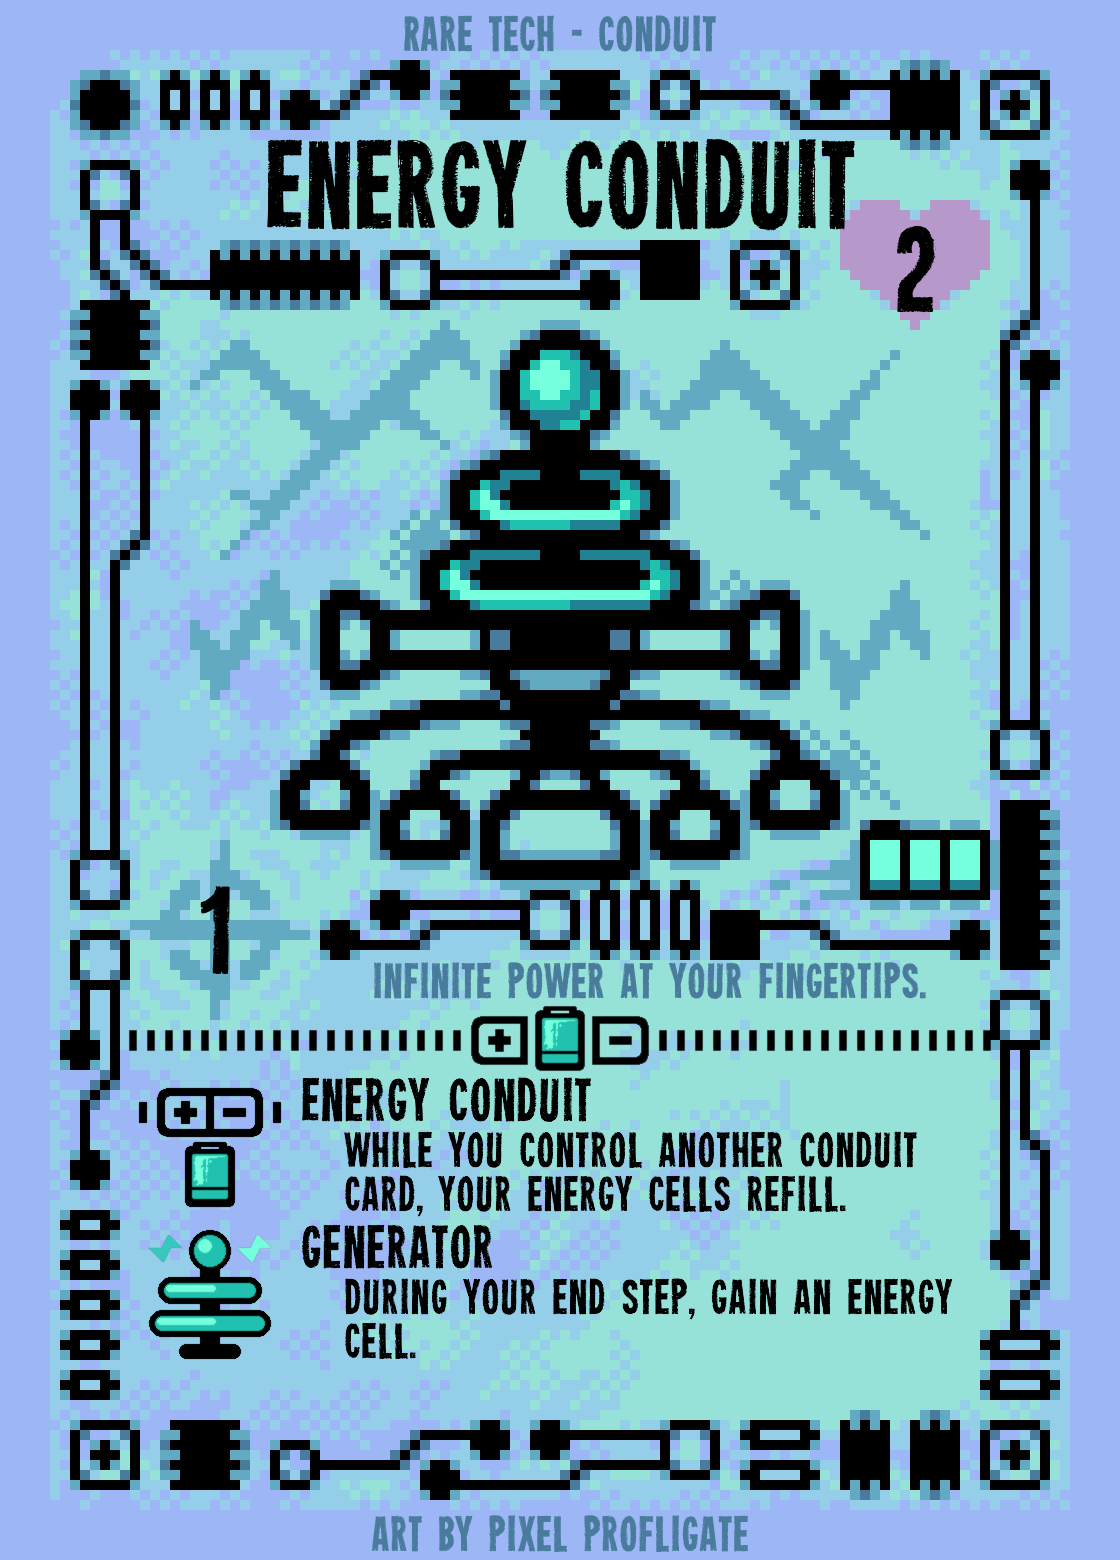 RARE TECH - CONDUIT
ENERGY CONDUIT
2
1
INFINITE POWER AT YOUR FINGERTIPS.
ENERGY CONDUIT
WHILE YOU CONTROL ANOTHER CONDUIT
CARD, YOUR ENERGY CELLS REFILL.
GENERATOR
DURING YOUR END STEP, GAIN AN ENERGY
CELL.
ART BY PIXEL PROFLIGATE